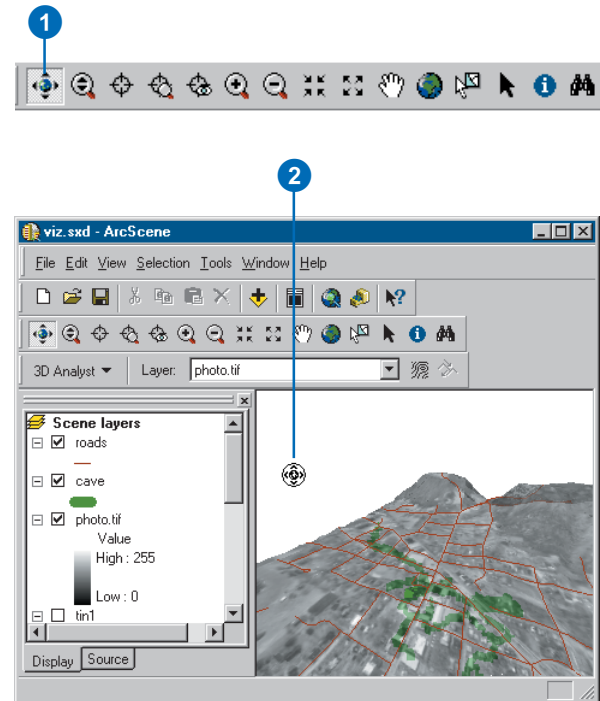 1
2
viz.sxd - ArcScene
File Edit View Selection Tools Window Help
3D Analyst Layer: photo.tif
Scene layers
roads
cave
photo.tif
Value
High : 255
Low : 0
tin1
Display Source